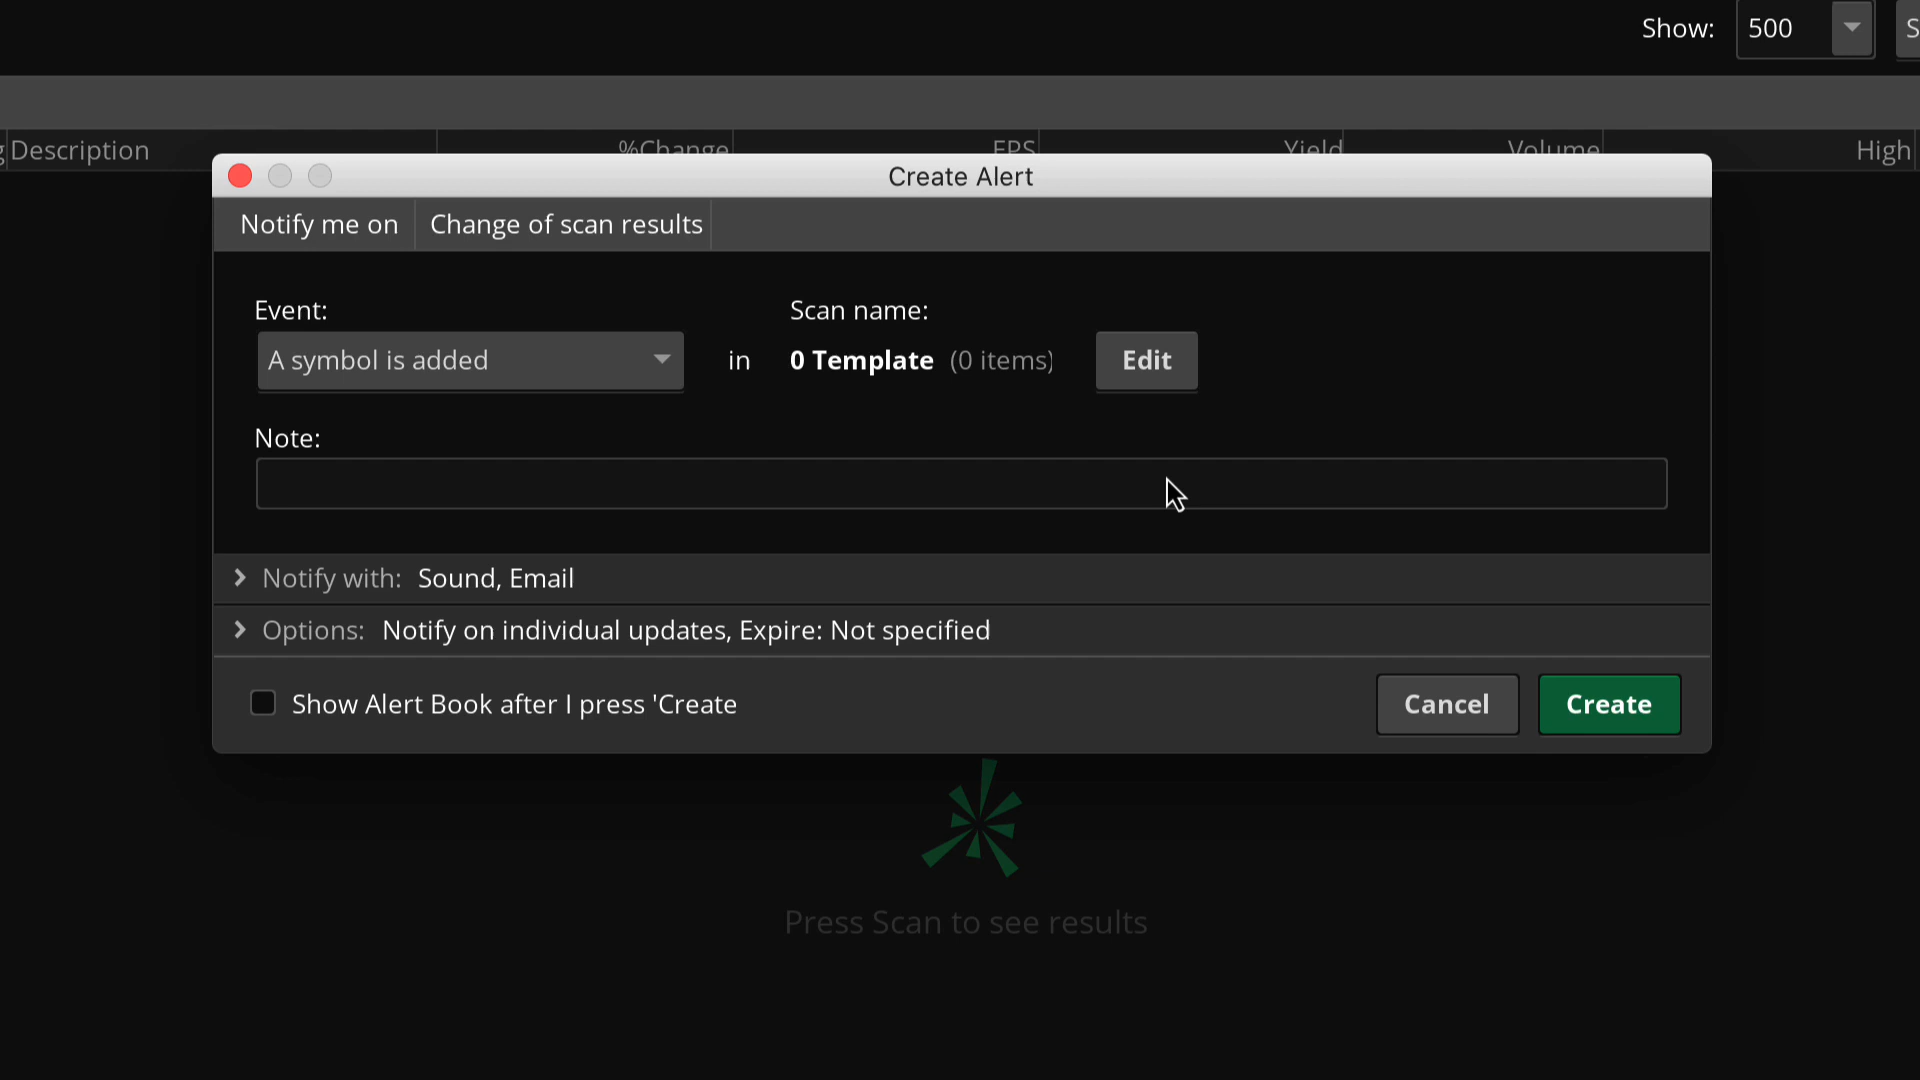 Show: 500 S
Description %Change EPS Yield Volume High
Create Alert
Notify me on Change of scan results
Event: Scan name:
A symbol is added in 0 Template (0 items) Edit
Note:
Notify with: Sound, Email
Options: Notify on individual updates, Expire: Not specified
Show Alert Book after I press 'Create Cancel Create
Press Scan to see results